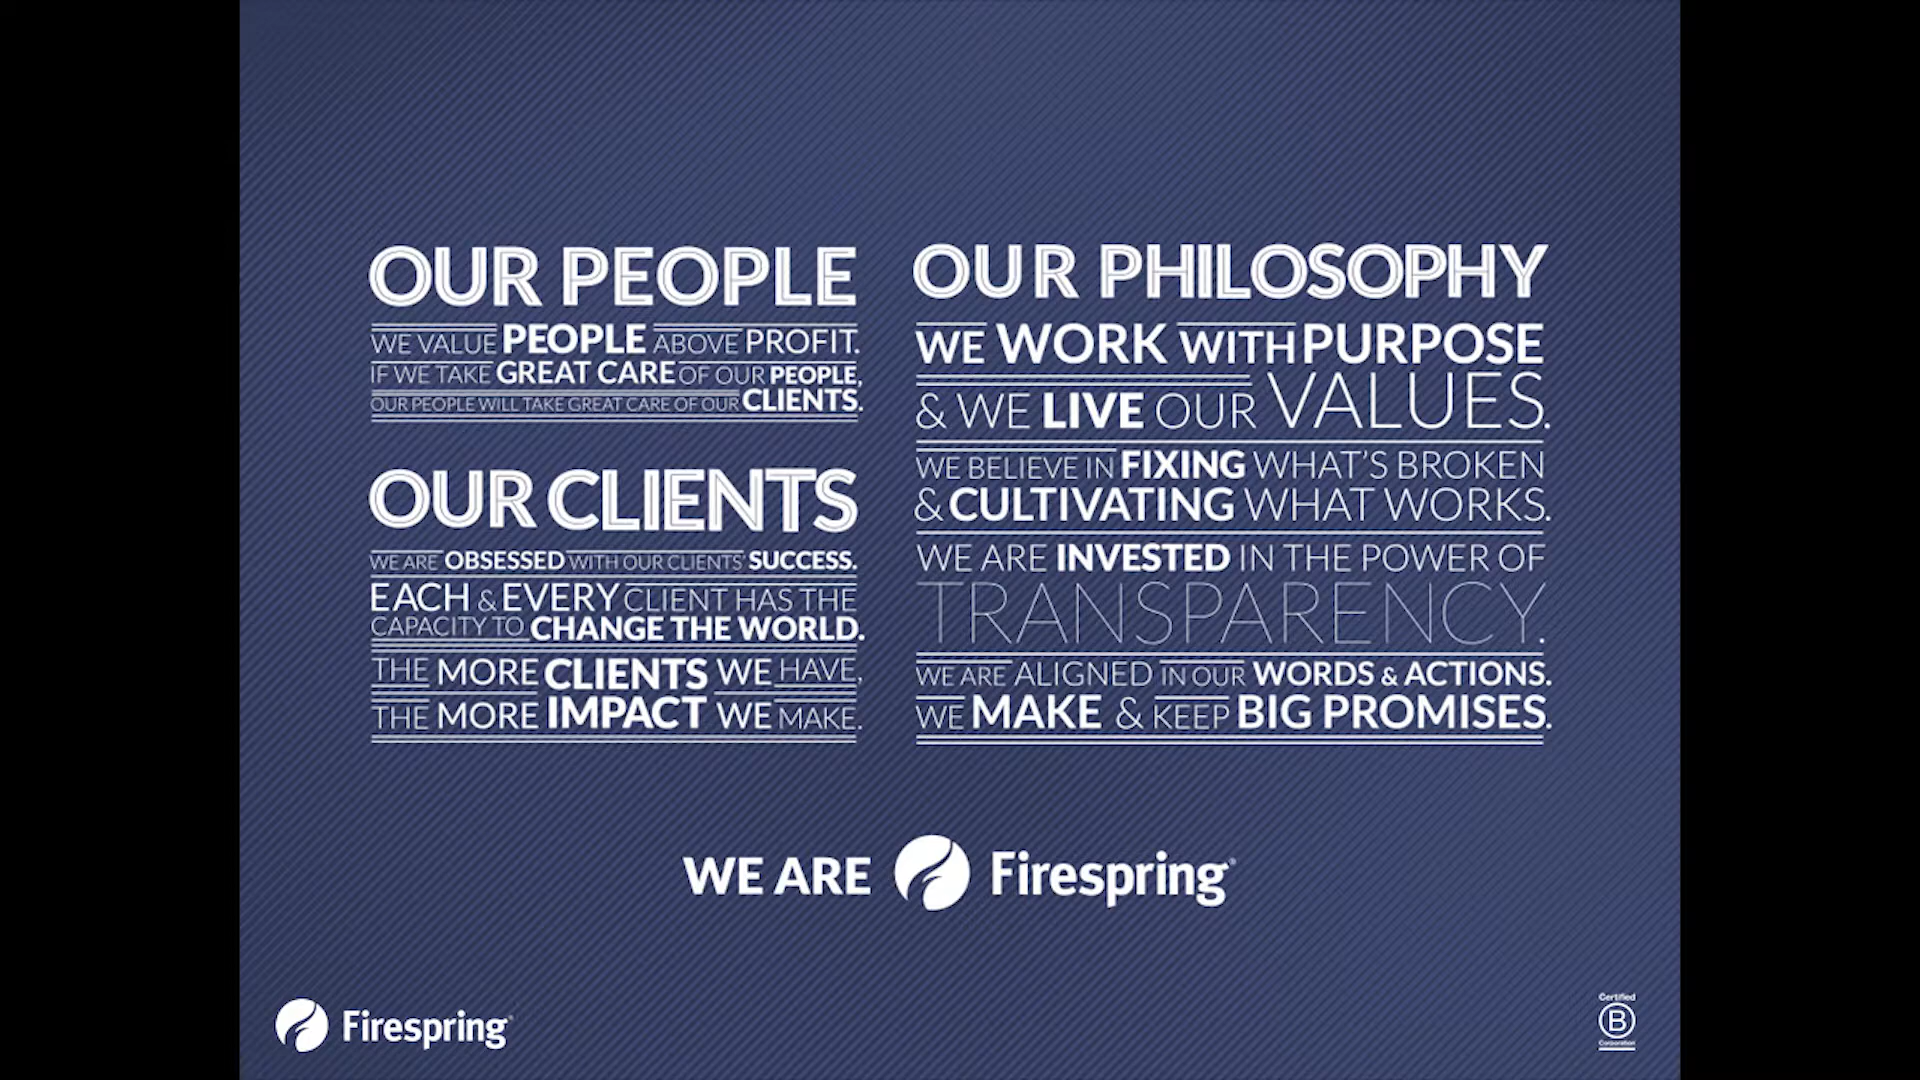 OUR PEOPLE
WE VALUE PEOPLE ABOVE PROFIT.
IF WE TAKE GREAT CARE OF OUR PEOPLE,
OUR PEOPLE WILL TAKE GREAT CARE OF OUR CLIENTS.
OUR CLIENTS
WE ARE OBSESSED WITH OUR CLIENTS' SUCCESS.
EACH & EVERY CLIENT HAS THE
CAPACITY TO CHANGE THE WORLD.
THE MORE CLIENTS WE HAVE,
THE MORE IMPACT WE MAKE.
OUR PHILOSOPHY
WE WORK WITH PURPOSE
& WE LIVE OUR VALUES.
WE BELIEVE IN FIXING WHAT'S BROKEN
& CULTIVATING WHAT WORKS.
WE ARE INVESTED IN THE POWER OF
TRANSPARENCY.
WE ARE ALIGNED IN OUR WORDS & ACTIONS.
WE MAKE & KEEP BIG PROMISES.
WE ARE Firespring®
Firespring®
Certified
B
Corporation